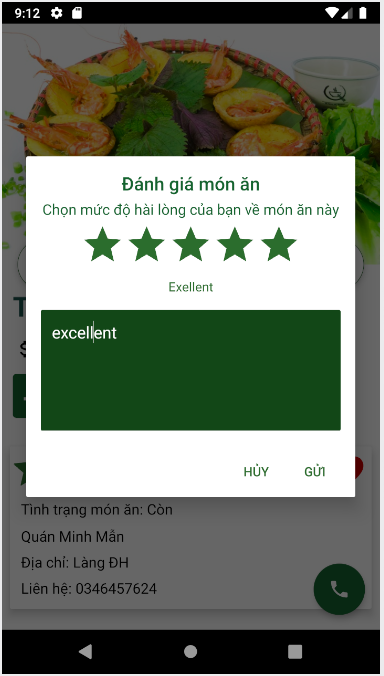 9:12
Đánh giá món ăn
Chọn mức độ hài lòng của bạn về món ăn này
Exellent
excellent
HỦY
GỬI
T
$
Tình trạng món ăn: Còn
Quán Minh Mẫn
Địa chỉ: Làng ĐH
Liên hệ: 0346457624